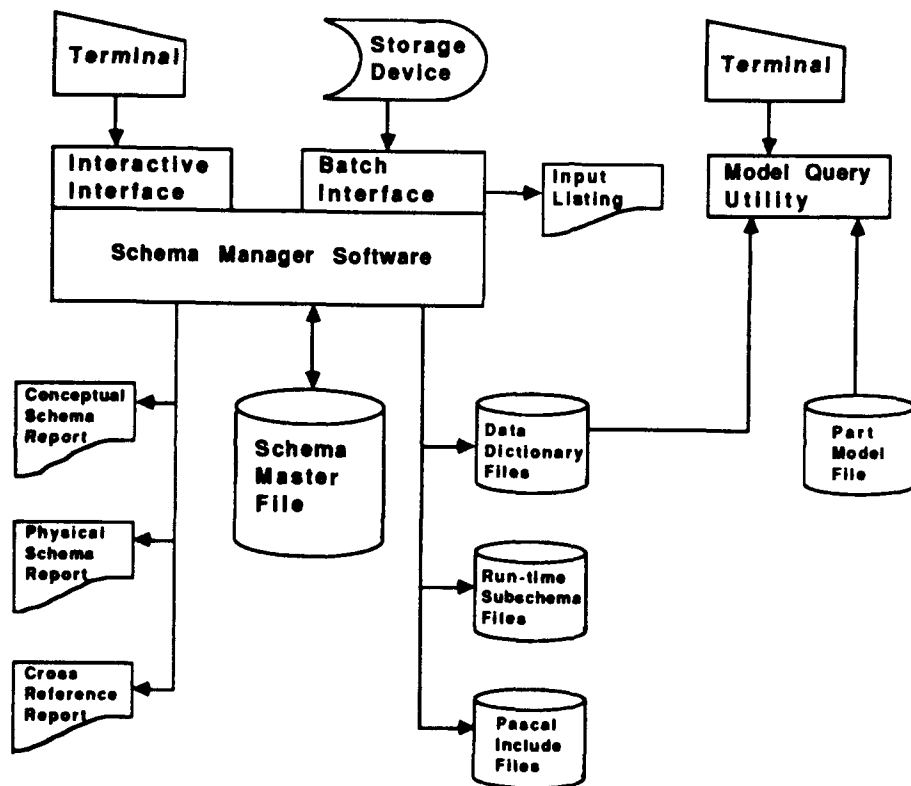 Terminal
Storage
Device
Terminal
Interactive
Interface
Batch
Interface
Input
Listing
Model Query
Utility
Schema Manager Software
Conceptual
Schema
Report
Schema
Master
File
Data
Dictionary
Files
Part
Model
File
Physical
Schema
Report
Run-time
Subschema
Files
Cross
Reference
Report
Pascal
Include
Files